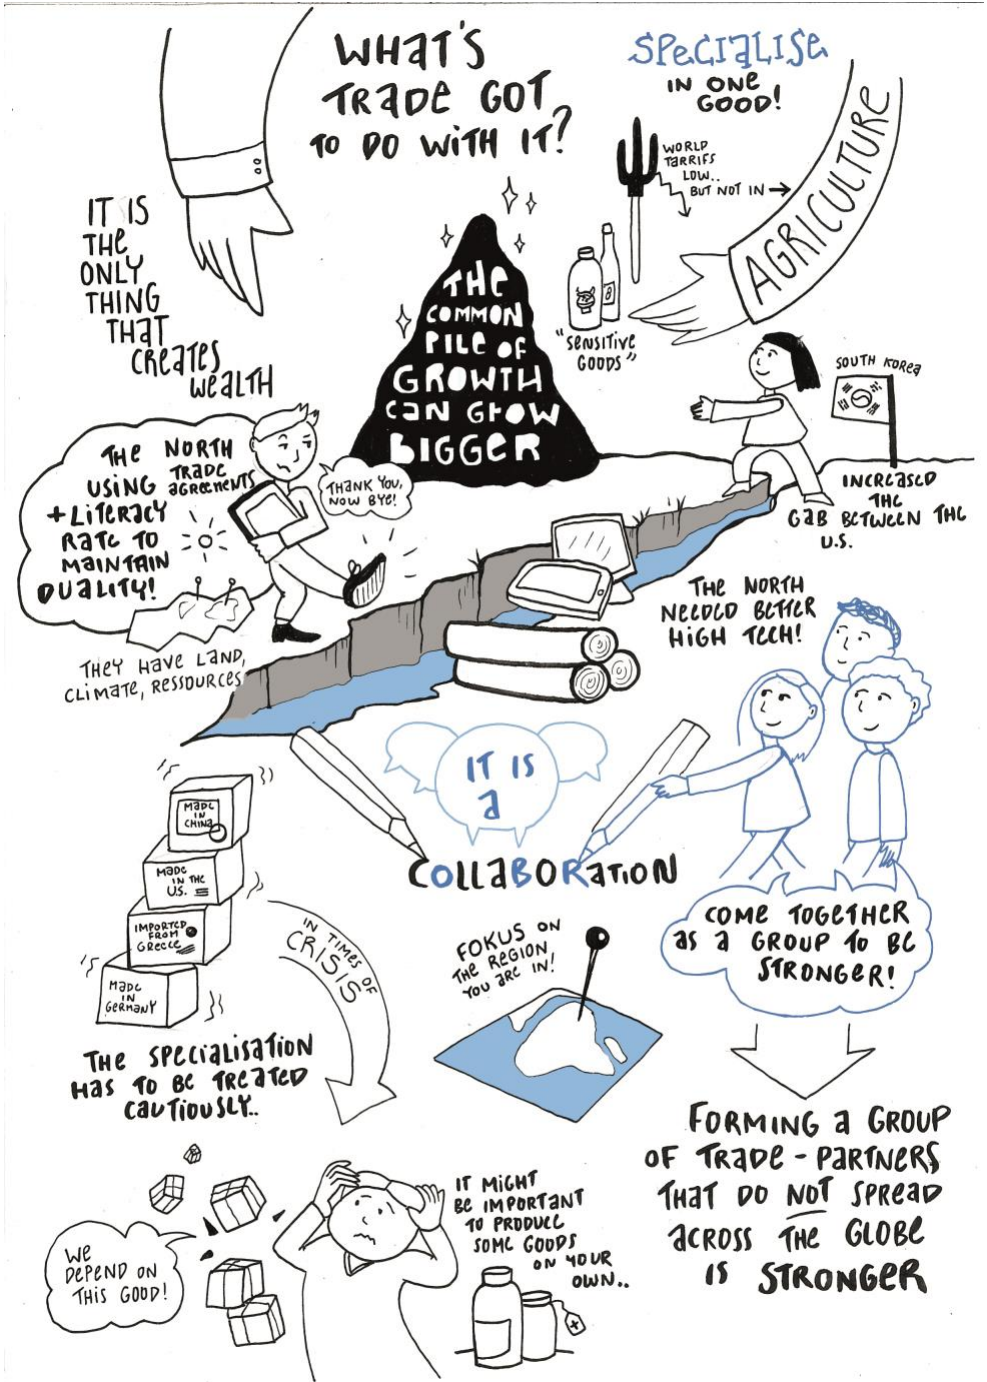 WHAT'S
TRADE GOT
TO DO WITH IT?
SPECIALISE
IN ONE
GOOD!
WORLD
TARRIFS
LOW..
BUT NOT IN
AGRICULTURE
"SENSITIVE
GOODS"
IT IS
THE
ONLY
THING
THAT
CREATES
WEALTH
THE
COMMON
PILE OF
GROWTH
CAN GROW
BIGGER
SOUTH KOREA
INCREASED
THE
GAB BETWEEN THE
U.S.
THE NORTH
USING TRADE
AGREEMENTS
+ LITERACY
RATE TO
MAINTAIN
DUALITY!
THANK YOU,
NOW BYE!
THEY HAVE LAND,
CLIMATE, RESSOURCES
THE NORTH
NEEDED BETTER
HIGH TECH!
IT IS
A
COLLABORATION
MADE
IN
CHINA
MADE
IN THE
U.S.
IMPORTED
FROM
GREECE
MADE
IN
GERMANY
IN TIMES OF
CRISIS
THE SPECIALISATION
HAS TO BE TREATED
CAUTIOUSLY..
FOKUS ON
THE REGION
YOU ARE IN!
COME TOGETHER
AS A GROUP TO BE
STRONGER!
FORMING A GROUP
OF TRADE-PARTNERS
THAT DO NOT SPREAD
ACROSS THE GLOBE
IS STRONGER
WE
DEPEND ON
THIS GOOD!
IT MIGHT
BE IMPORTANT
TO PRODUCE
SOME GOODS
ON YOUR
OWN..